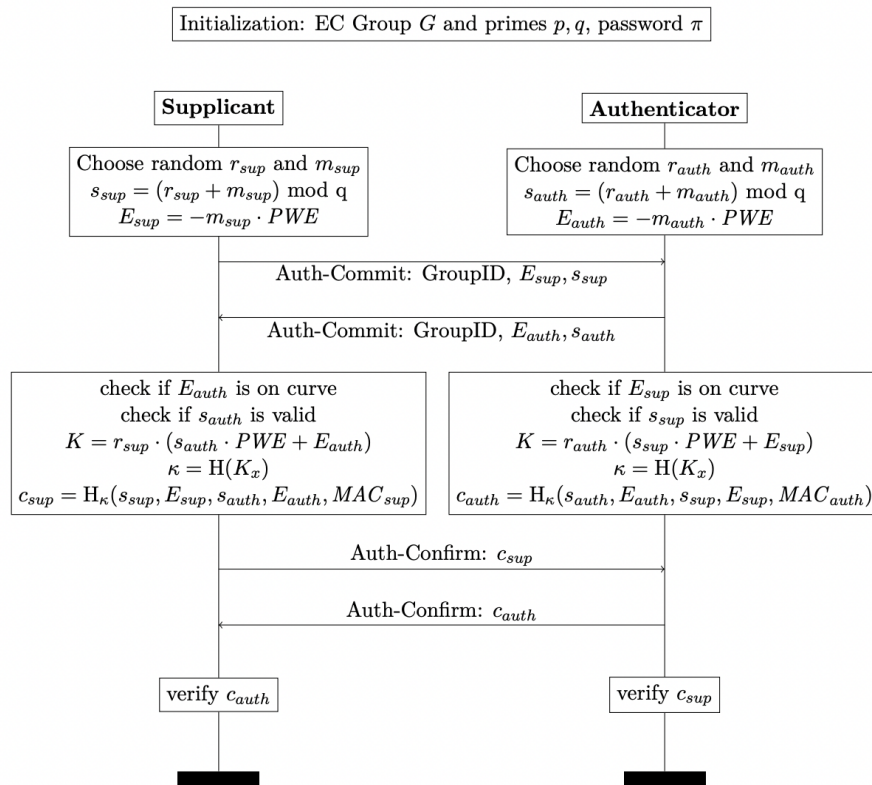 Initialization: EC Group G and primes p, q, password π
Supplicant
Authenticator
Choose random r_sup and m_sup
s_sup = (r_sup + m_sup) mod q
E_sup = −m_sup · PWE
Choose random r_auth and m_auth
s_auth = (r_auth + m_auth) mod q
E_auth = −m_auth · PWE
Auth-Commit: GroupID, E_sup, s_sup
Auth-Commit: GroupID, E_auth, s_auth
check if E_auth is on curve
check if s_auth is valid
K = r_sup · (s_auth · PWE + E_auth)
κ = H(K_x)
c_sup = H_κ(s_sup, E_sup, s_auth, E_auth, MAC_sup)
check if E_sup is on curve
check if s_sup is valid
K = r_auth · (s_sup · PWE + E_sup)
κ = H(K_x)
c_auth = H_κ(s_auth, E_auth, s_sup, E_sup, MAC_auth)
Auth-Confirm: c_sup
Auth-Confirm: c_auth
verify c_auth
verify c_sup